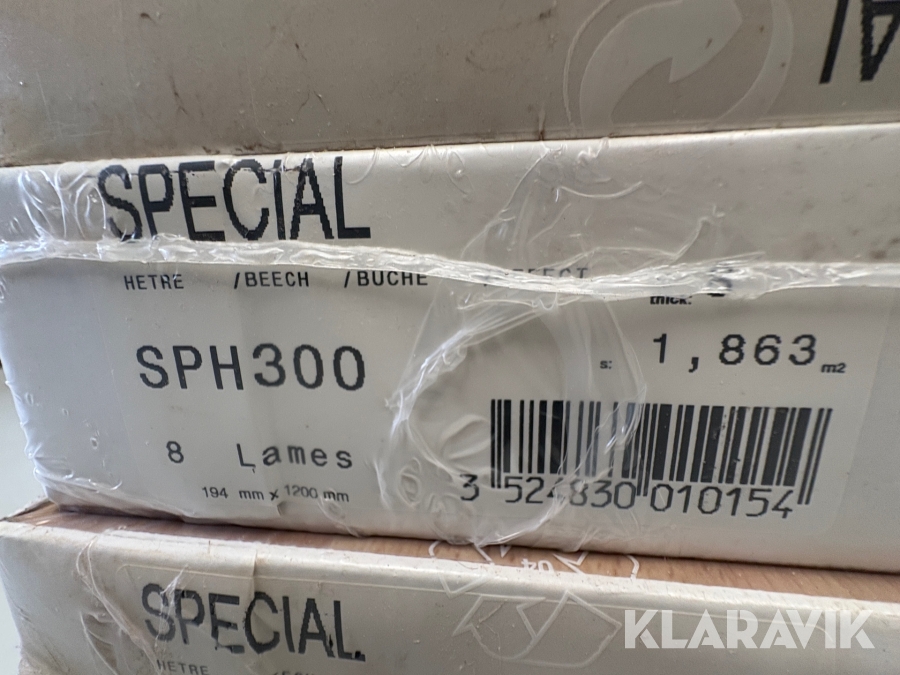 SPECIAL
HETRE /BEECH /BUCHE
thick:
SPH300
s: 1,863 m2
8 Lames
194 mm x 1200 mm
3 524830 010154
04
SPECIAL
HETRE
KLARAVIK